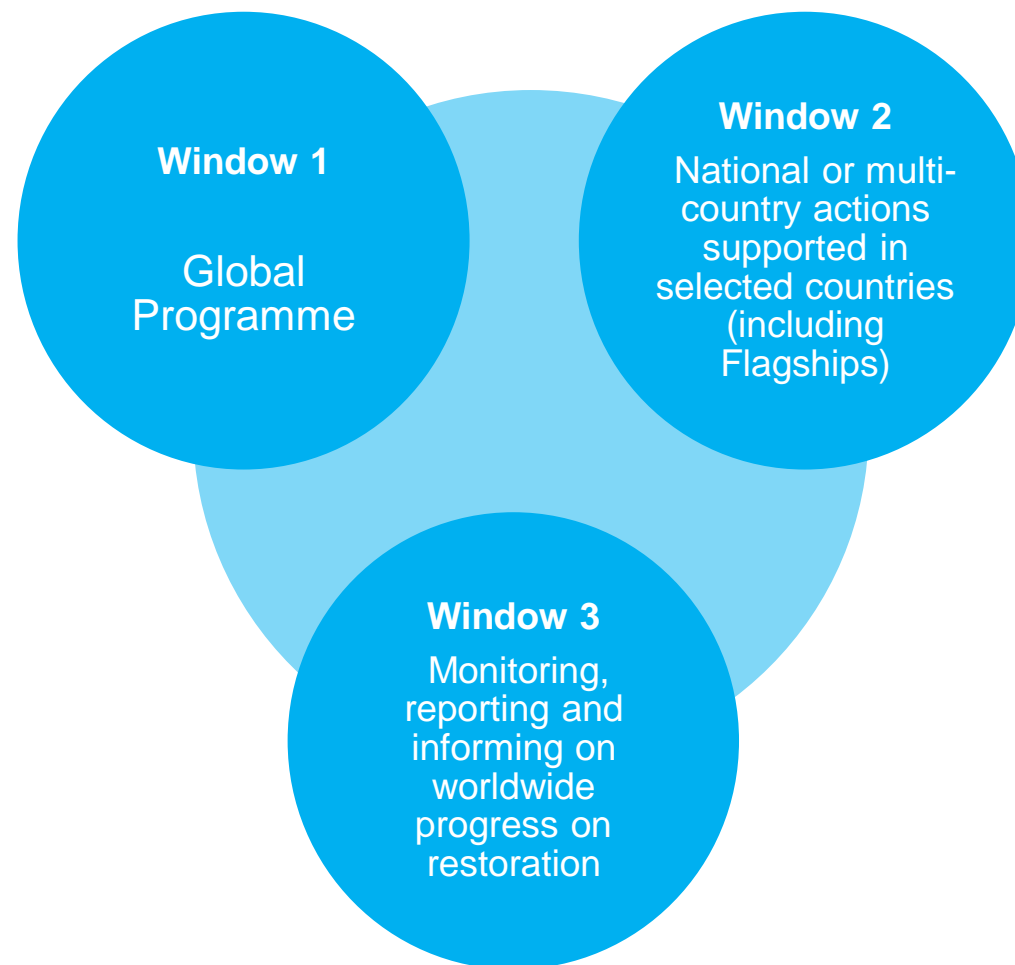 Window 1
Global
Programme
Window 2
National or multi-
country actions
supported in
selected countries
(including
Flagships)
Window 3
Monitoring,
reporting and
informing on
worldwide
progress on
restoration